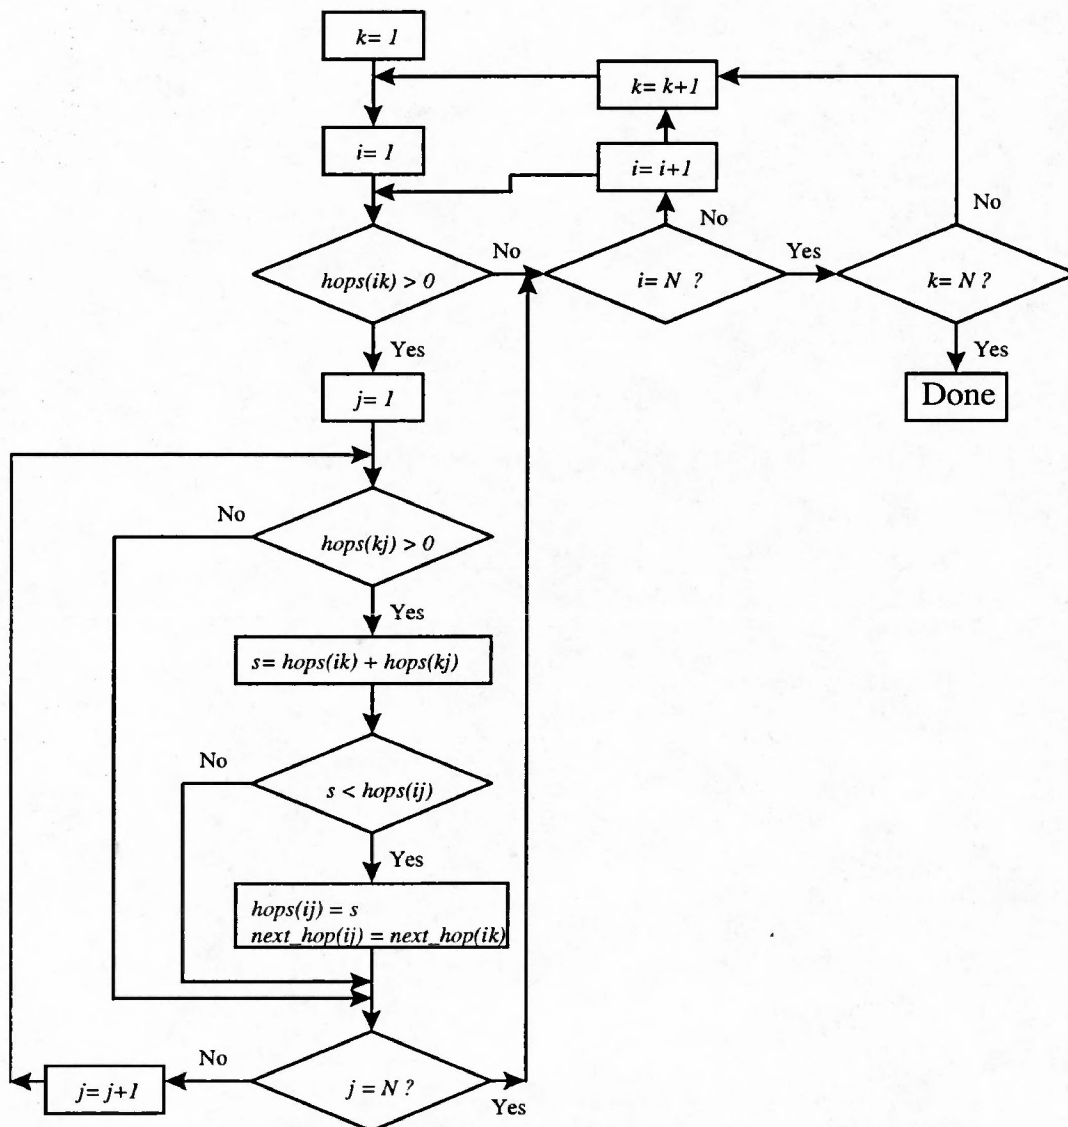 k= 1
k= k+1
i= 1
i= i+1
No
No
hops(ik) > 0
No
i= N ?
Yes
k= N ?
Yes
Yes
j= 1
Done
No
hops(kj) > 0
Yes
s= hops(ik) + hops(kj)
No
s < hops(ij)
Yes
hops(ij) = s
next_hop(ij) = next_hop(ik)
No
j= j+1
j = N ?
Yes